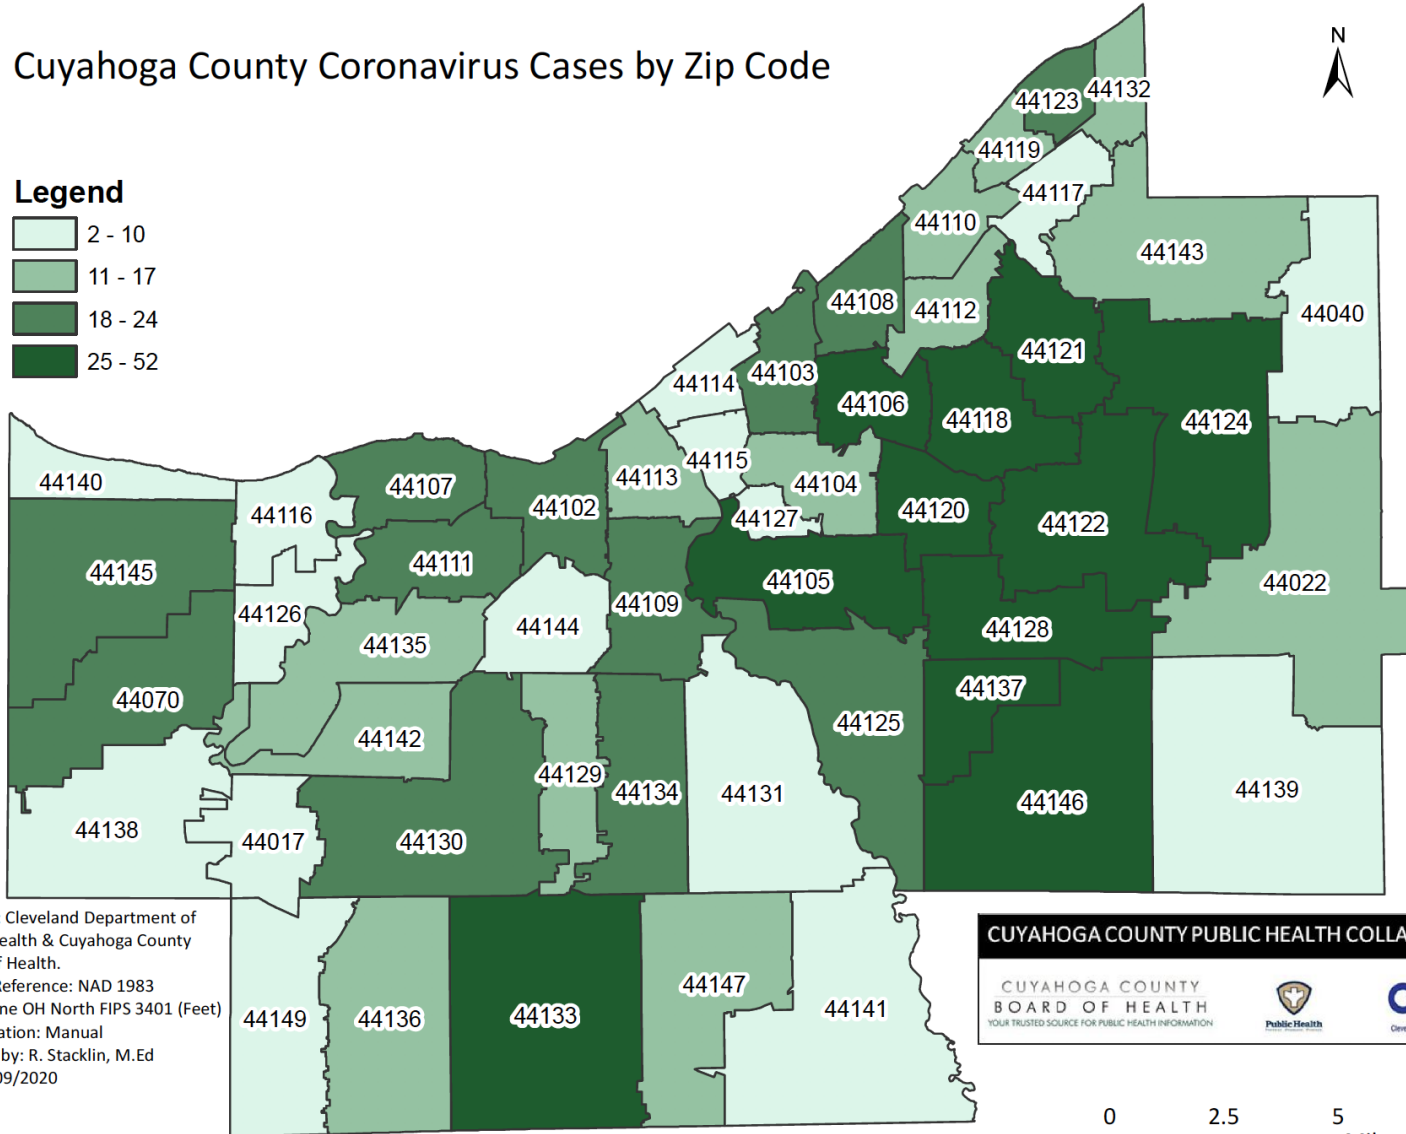 Cuyahoga County Coronavirus Cases by Zip Code
N
Legend
2 - 10
11 - 17
18 - 24
25 - 52
44123
44132
44119
44117
44110
44143
44108
44112
44040
44121
44103
44114
44106
44118
44124
44140
44107
44113
44115
44104
44116
44102
44127
44120
44122
44145
44111
44105
44022
44126
44109
44144
44128
44135
44137
44070
44125
44142
44129
44134
44131
44146
44139
44138
44017
44130
44147
44149
44136
44133
44141
: Cleveland Department of
ealth & Cuyahoga County
f Health.
Reference: NAD 1983
ne OH North FIPS 3401 (Feet)
ation: Manual
by: R. Stacklin, M.Ed
09/2020
CUYAHOGA COUNTY PUBLIC HEALTH COLLA
CUYAHOGA COUNTY
BOARD OF HEALTH
YOUR TRUSTED SOURCE FOR PUBLIC HEALTH INFORMATION
Public Health
Cleve
0 2.5 5